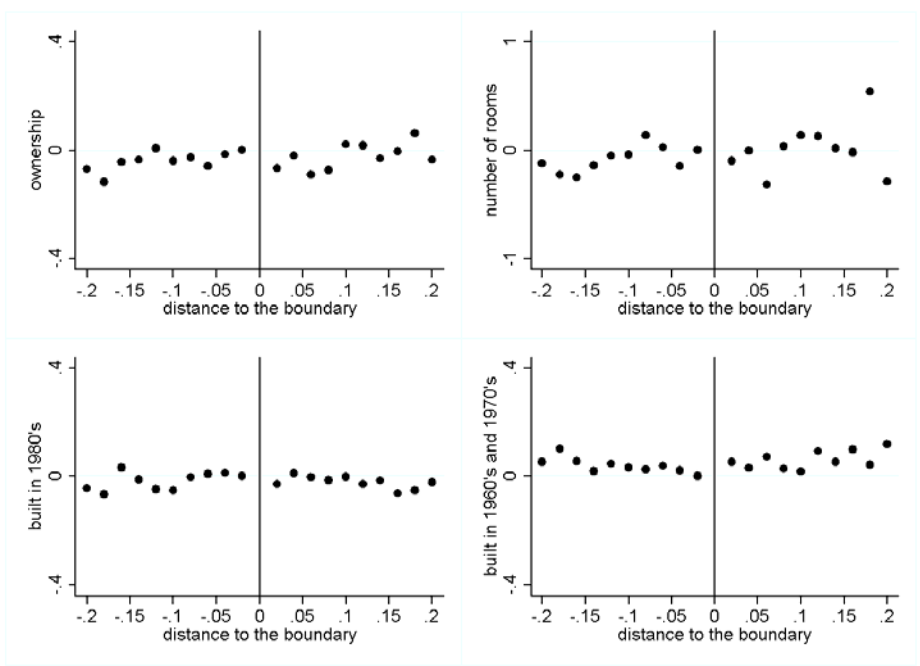 .4
0
-.4
ownership
-.2 -.15 -.1 -.05 0 .05 .1 .15 .2
distance to the boundary
1
0
-1
number of rooms
-.2 -.15 -.1 -.05 0 .05 .1 .15 .2
distance to the boundary
.4
0
-.4
built in 1980's
-.2 -.15 -.1 -.05 0 .05 .1 .15 .2
distance to the boundary
.4
0
-.4
built in 1960's and 1970's
-.2 -.15 -.1 -.05 0 .05 .1 .15 .2
distance to the boundary